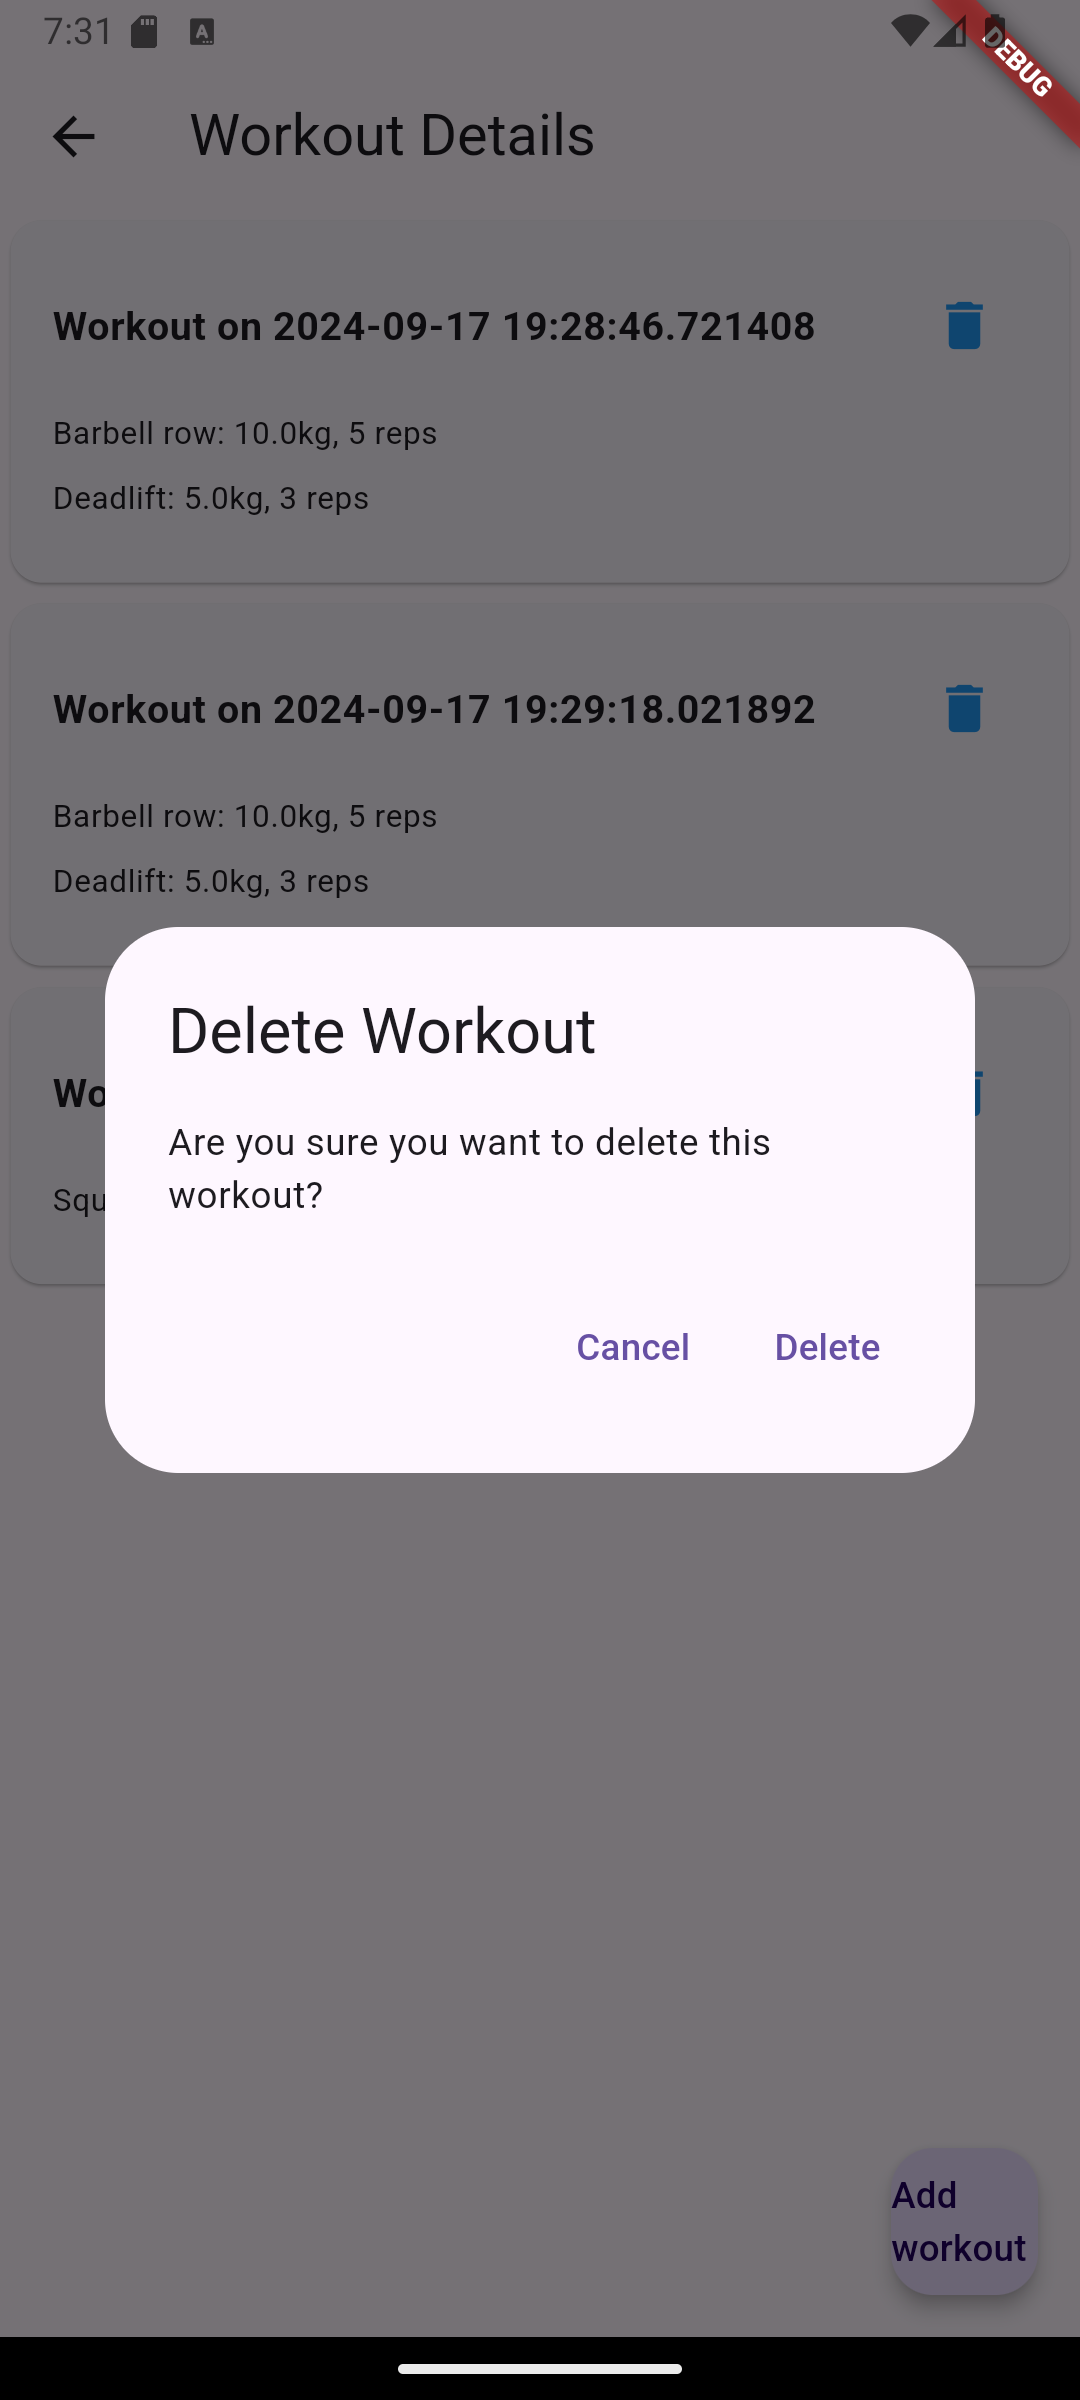 7:31
DEBUG
Workout Details
Workout on 2024-09-17 19:28:46.721408
Barbell row: 10.0kg, 5 reps
Deadlift: 5.0kg, 3 reps
Workout on 2024-09-17 19:29:18.021892
Barbell row: 10.0kg, 5 reps
Deadlift: 5.0kg, 3 reps
Wo
Squ
Delete Workout
Are you sure you want to delete this
workout?
Cancel Delete
Add
workout